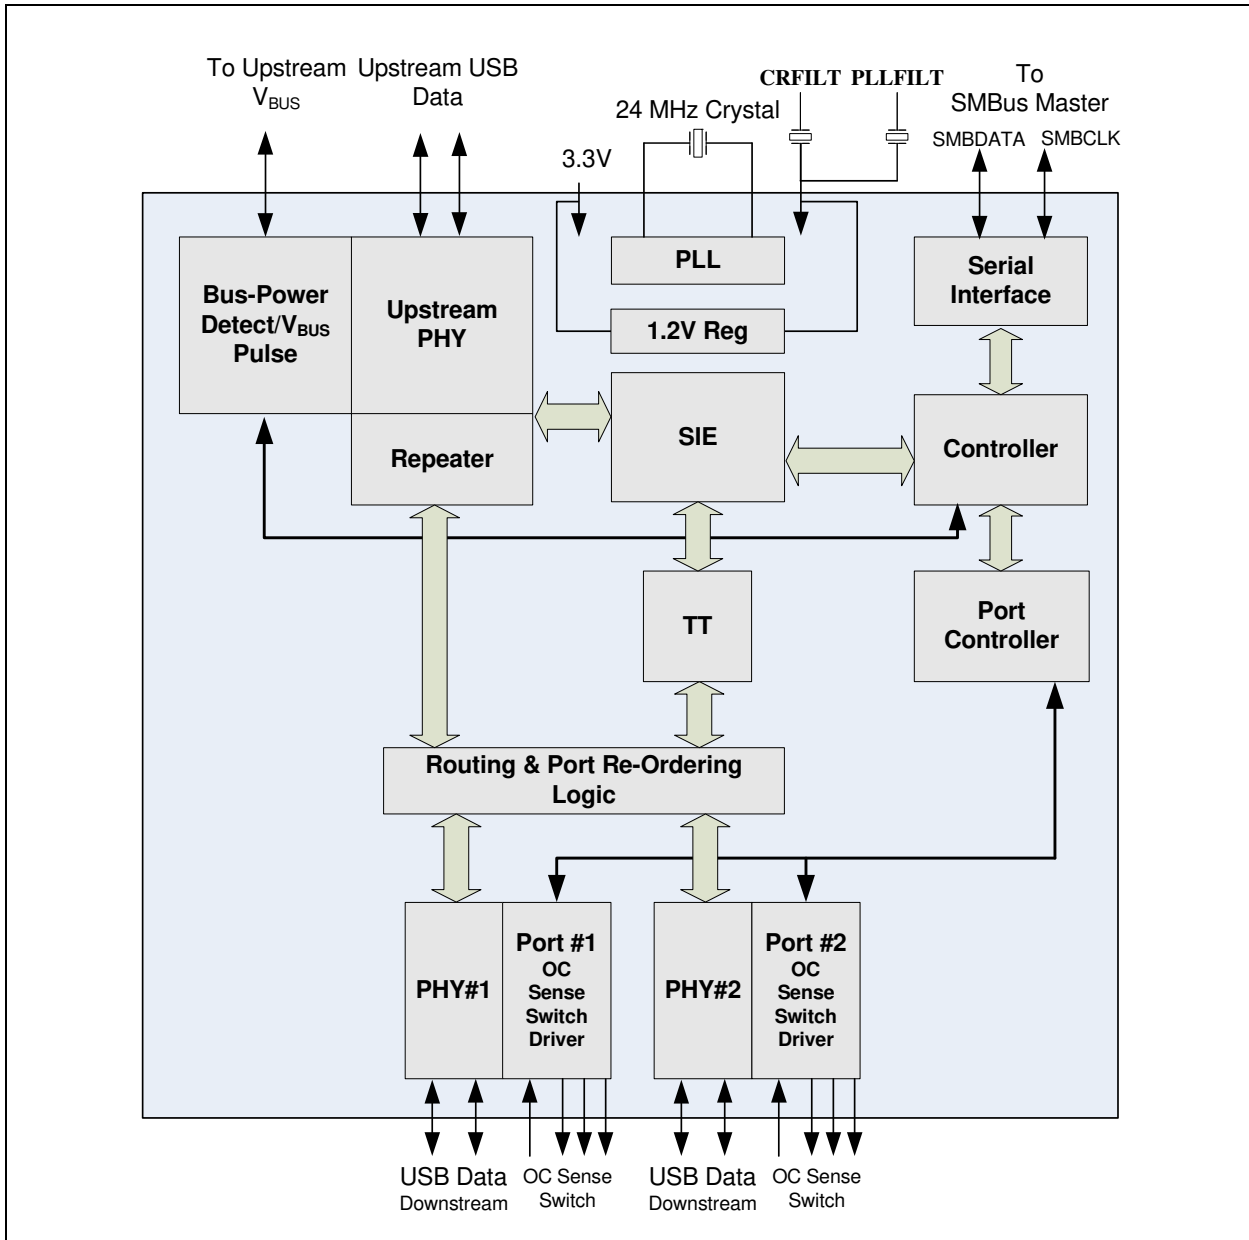 To Upstream
VBUS
Upstream USB
Data
24 MHz Crystal
CRFILT PLLFILT
To
SMBus Master
SMBDATA SMBCLK
3.3V
Bus-Power
Detect/VBUS
Pulse
Upstream
PHY
PLL
1.2V Reg
Serial
Interface
Repeater
SIE
Controller
TT
Port
Controller
Routing & Port Re-Ordering
Logic
PHY#1
Port #1
OC
Sense
Switch
Driver
PHY#2
Port #2
OC
Sense
Switch
Driver
USB Data
Downstream
OC Sense
Switch
USB Data
Downstream
OC Sense
Switch